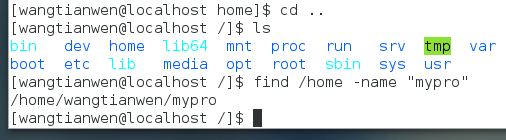 [wangtianwen@localhost home]$ cd ..
[wangtianwen@localhost /]$ ls
bin   dev  home  lib64  mnt  proc  run   srv  tmp  var
boot  etc  lib   media  opt  root  sbin  sys  usr
[wangtianwen@localhost /]$ find /home -name "mypro"
/home/wangtianwen/mypro
[wangtianwen@localhost /]$